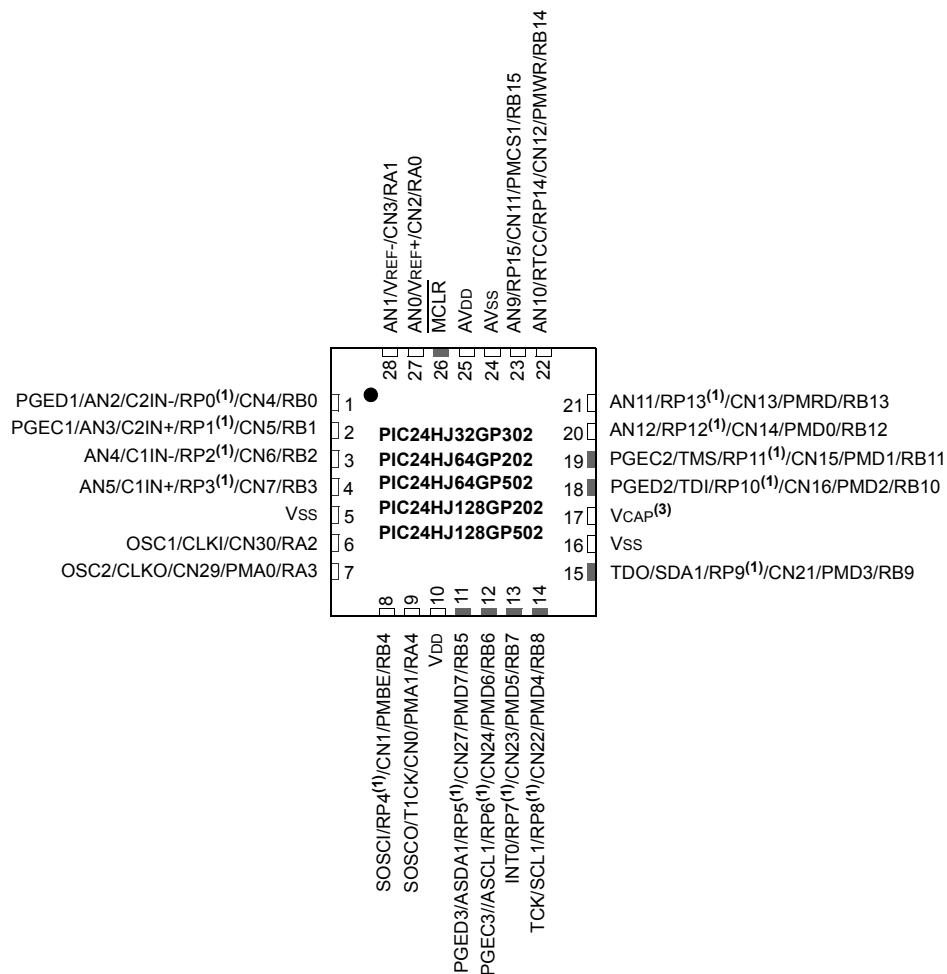 AN1/VREF-/CN3/RA1
AN0/VREF+/CN2/RA0
MCLR
AVDD
AVSS
AN9/RP15/CN11/PMCS1/RB15
AN10/RTCC/RP14/CN12/PMWR/RB14
28 27 26 25 24 23 22
PGED1/AN2/C2IN-/RP0(1)/CN4/RB0 1
PGEC1/AN3/C2IN+/RP1(1)/CN5/RB1 2
AN4/C1IN-/RP2(1)/CN6/RB2 3
AN5/C1IN+/RP3(1)/CN7/RB3 4
VSS 5
OSC1/CLKI/CN30/RA2 6
OSC2/CLKO/CN29/PMA0/RA3 7
PIC24HJ32GP302
PIC24HJ64GP202
PIC24HJ64GP502
PIC24HJ128GP202
PIC24HJ128GP502
21 AN11/RP13(1)/CN13/PMRD/RB13
20 AN12/RP12(1)/CN14/PMD0/RB12
19 PGEC2/TMS/RP11(1)/CN15/PMD1/RB11
18 PGED2/TDI/RP10(1)/CN16/PMD2/RB10
17 VCAP(3)
16 VSS
15 TDO/SDA1/RP9(1)/CN21/PMD3/RB9
8 9 10 11 12 13 14
SOSCI/RP4(1)/CN1/PMBE/RB4
SOSCO/T1CK/CN0/PMA1/RA4
VDD
PGED3/ASDA1/RP5(1)/CN27/PMD7/RB5
PGEC3//ASCL1/RP6(1)/CN24/PMD6/RB6
INT0/RP7(1)/CN23/PMD5/RB7
TCK/SCL1/RP8(1)/CN22/PMD4/RB8